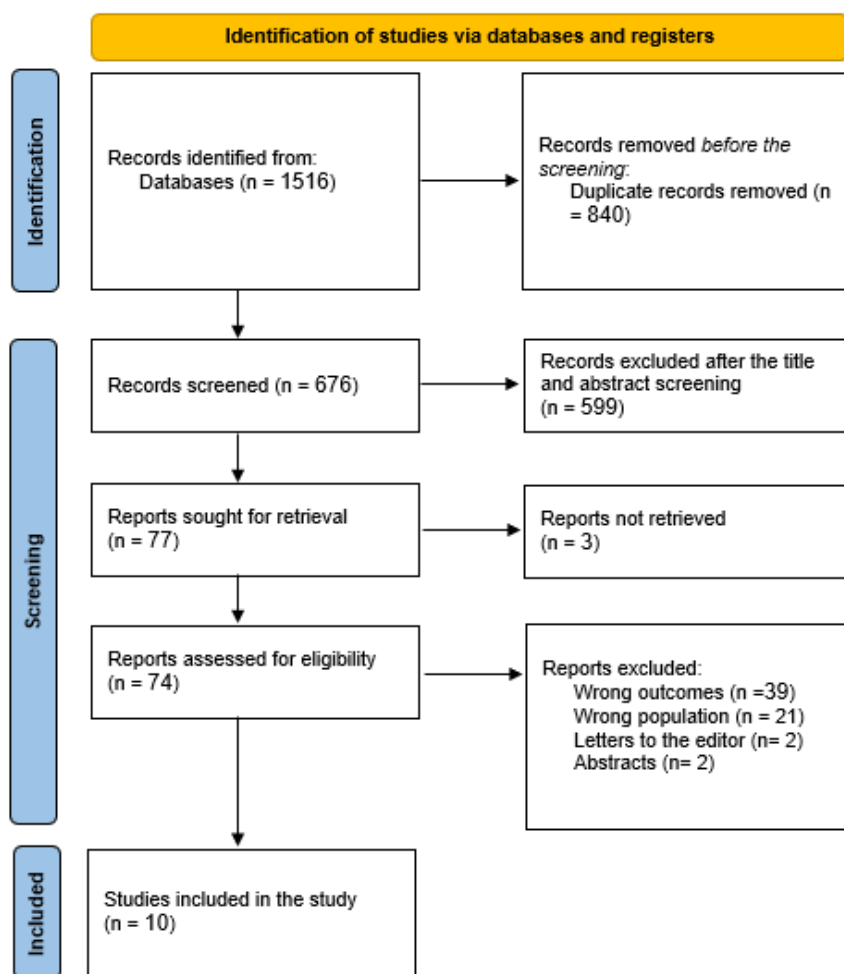 Identification of studies via databases and registers
Identification
Records identified from:
Databases (n = 1516)
Records removed before the
screening:
Duplicate records removed (n
= 840)
Screening
Records screened (n = 676)
Records excluded after the title
and abstract screening
(n = 599)
Reports sought for retrieval
(n = 77)
Reports not retrieved
(n = 3)
Reports assessed for eligibility
(n = 74)
Reports excluded:
Wrong outcomes (n =39)
Wrong population (n = 21)
Letters to the editor (n= 2)
Abstracts (n= 2)
Included
Studies included in the study
(n = 10)